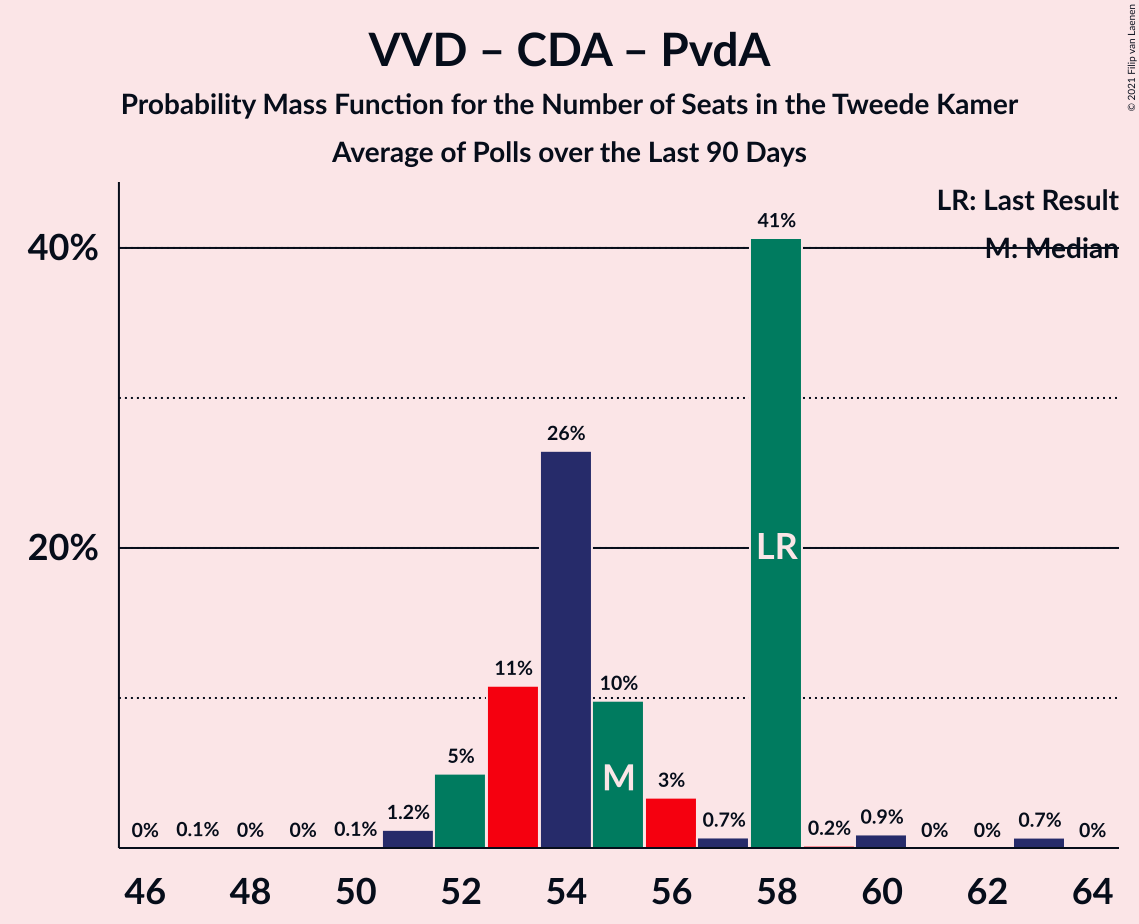 VVD – CDA – PvdA
Probability Mass Function for the Number of Seats in the Tweede Kamer
Average of Polls over the Last 90 Days
© 2021 Filip van Laenen
LR: Last Result
M: Median
40%
20%
0% 0.1% 0% 0% 0.1% 1.2% 5% 11% 26% 10% 3% 0.7% 41% 0.2% 0.9% 0% 0% 0.7% 0%
M
LR
46 48 50 52 54 56 58 60 62 64